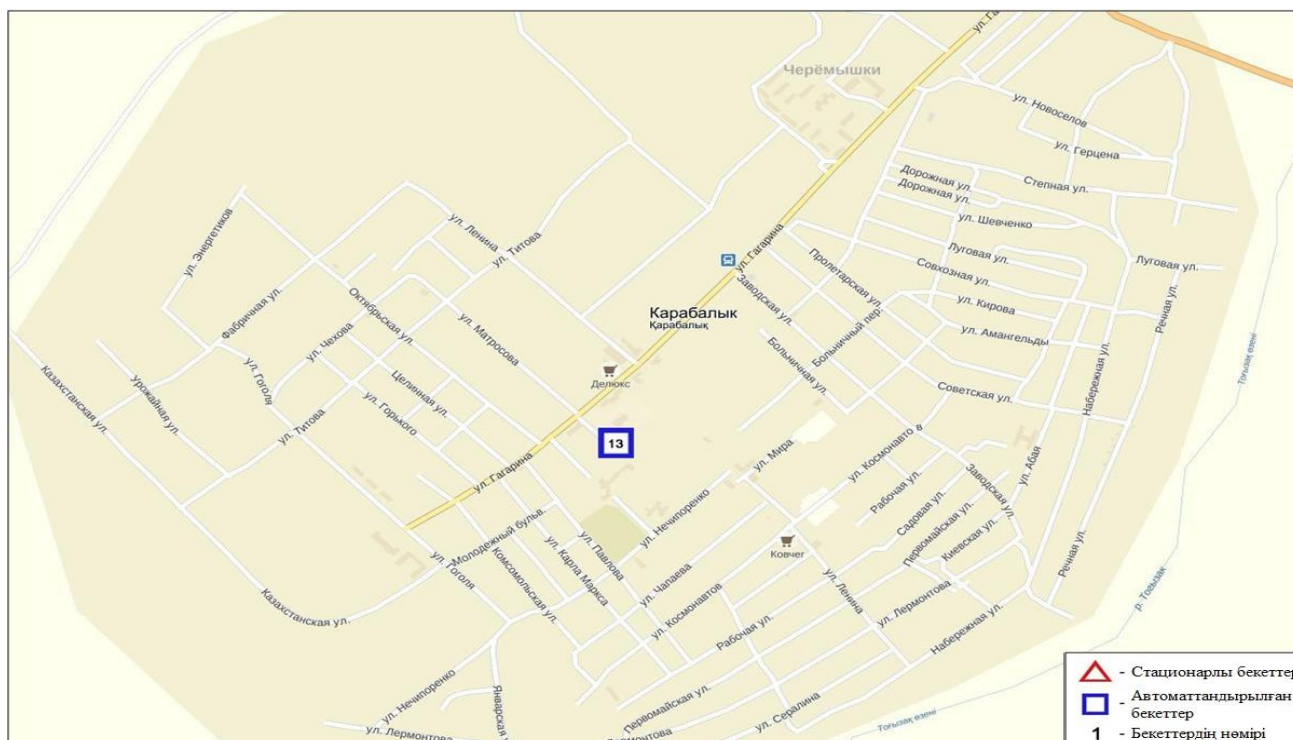 ул. Гагарина
Черёмышки
ул. Новоселов
ул. Герцена
Дорожная ул.
Дорожная ул.
Степная ул.
ул. Шевченко
ул. Энергетиков
ул. Ленина
ул. Титова
ул. Гагарина
Пролетарская ул.
Луговая ул.
Совхозная ул.
Луговая ул.
Заводская ул.
Фабричная ул.
Октябрьская ул.
ул. Чехова
ул. Матросова
Карабалык
Қарабалық
Больничный пер.
ул. Кирова
ул. Амангельды
Речная ул.
Набережная ул.
Тоғызақ өзені
Больничная ул.
Советская ул.
Казахстанская ул.
Урожайная ул.
ул. Гоголя
ул. Титова
Целинная ул.
ул. Горького
Делюкс
13
ул. Гагарина
ул. Мира
ул. Космонавто в
ул. Нечипоренко
Рабочая ул.
Садовая ул.
Заводская ул.
ул. Абая
Первомайская ул.
Киевская ул.
Молодежный бульв.
ул. Гоголя
Комсомольская ул.
ул. Карла Маркса
ул. Павлова
ул. Чапаева
ул. Космонавтов
Ковчег
ул. Ленина
Речная ул.
Казахстанская ул.
Рабочая ул.
ул. Лермонтова
Набережная ул.
р. Тогызак
ул. Нечипоренко
Январская ул.
ул. Лермонтова
Первомайская ул.
ул. Сералина
Тоғызақ өзені
- Стационарлы бекеттер
- Автоматтандырылған
бекеттер
1 - Бекеттердің нөмірі